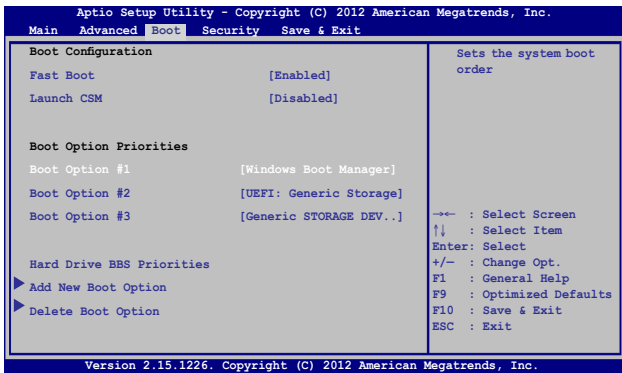 Aptio Setup Utility - Copyright (C) 2012 American Megatrends, Inc.
Main Advanced Boot Security Save & Exit
Boot Configuration
Fast Boot [Enabled]
Launch CSM [Disabled]
Boot Option Priorities
Boot Option #1 [Windows Boot Manager]
Boot Option #2 [UEFI: Generic Storage]
Boot Option #3 [Generic STORAGE DEV..]
Hard Drive BBS Priorities
Add New Boot Option
Delete Boot Option
Sets the system boot
order
→← : Select Screen
↑↓ : Select Item
Enter: Select
+/— : Change Opt.
F1 : General Help
F9 : Optimized Defaults
F10 : Save & Exit
ESC : Exit
Version 2.15.1226. Copyright (C) 2012 American Megatrends, Inc.